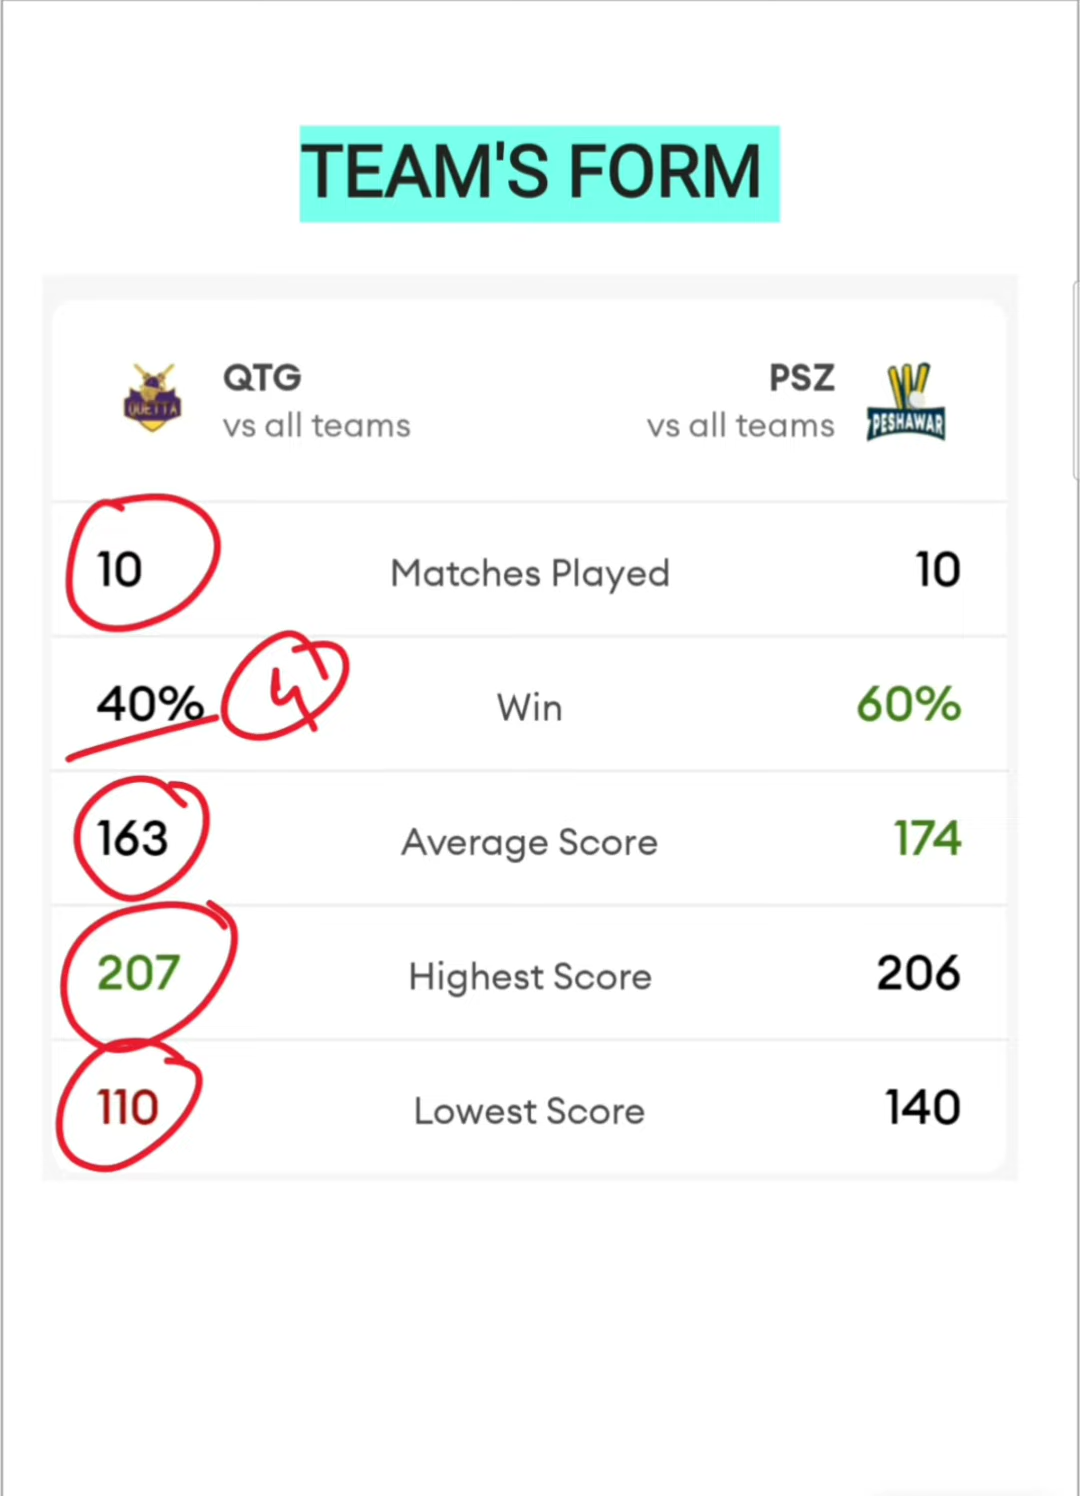 TEAM'S FORM
QTG
vs all teams
PSZ
vs all teams
QUETTA
PESHAWAR
10 Matches Played 10
40% 4 Win 60%
163 Average Score 174
207 Highest Score 206
110 Lowest Score 140